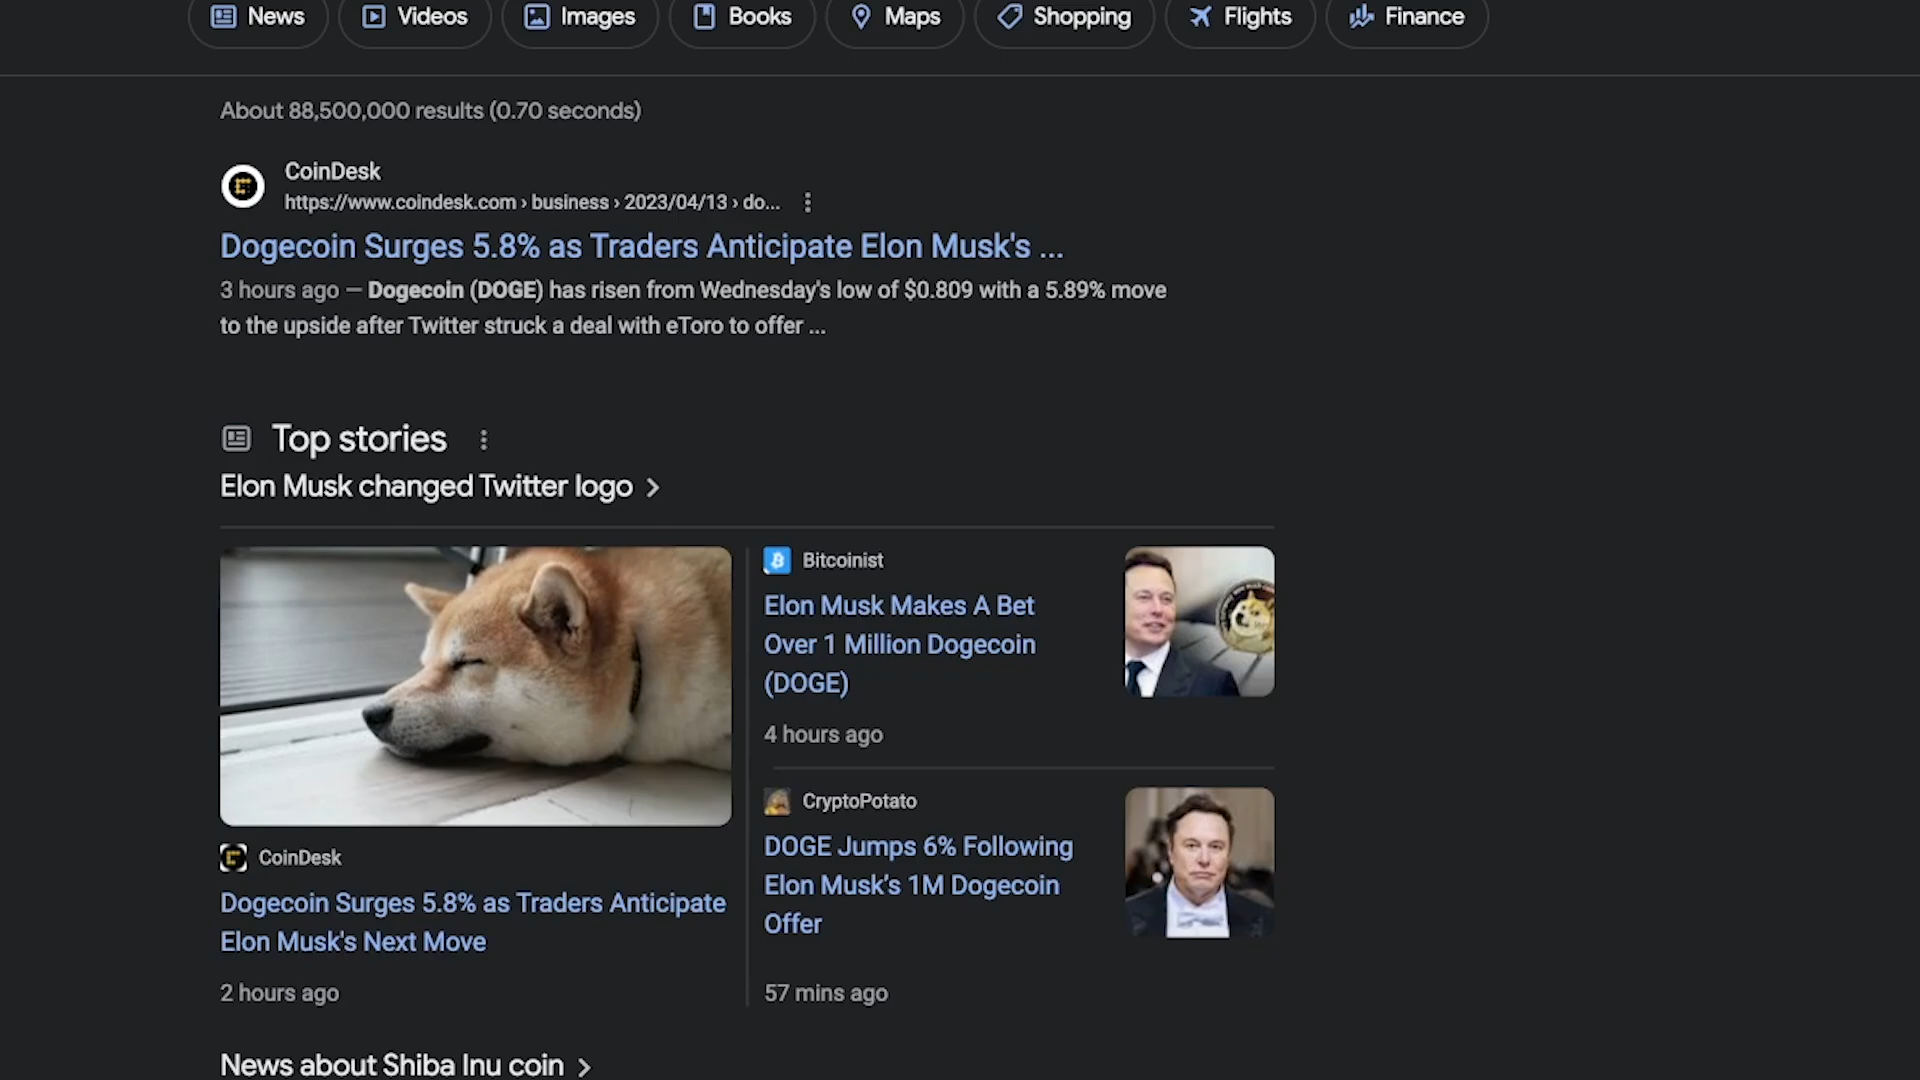 News
Videos
Images
Books
Maps
Shopping
Flights
Finance
About 88,500,000 results (0.70 seconds)
CoinDesk
https://www.coindesk.com › business › 2023/04/13 › do...
Dogecoin Surges 5.8% as Traders Anticipate Elon Musk's ...
3 hours ago — Dogecoin (DOGE) has risen from Wednesday's low of $0.809 with a 5.89% move
to the upside after Twitter struck a deal with eToro to offer ...
Top stories
Elon Musk changed Twitter logo
CoinDesk
Dogecoin Surges 5.8% as Traders Anticipate
Elon Musk's Next Move
2 hours ago
Bitcoinist
Elon Musk Makes A Bet
Over 1 Million Dogecoin
(DOGE)
4 hours ago
CryptoPotato
DOGE Jumps 6% Following
Elon Musk’s 1M Dogecoin
Offer
57 mins ago
News about Shiba Inu coin